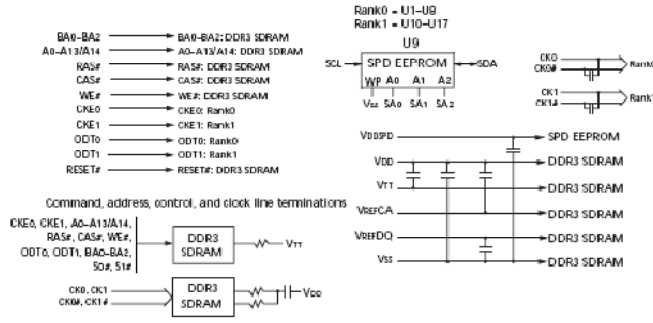 BA0-BA2 BA0-BA2: DDR3 SDRAM
A0-A13/A14 A0-A13/A14: DDR3 SDRAM
RAS# RAS#: DDR3 SDRAM
CAS# CAS#: DDR3 SDRAM
WE# WE#: DDR3 SDRAM
CKE0 CKE0: Rank0
CKE1 CKE1: Rank1
ODT0 ODT0: Rank0
ODT1 ODT1: Rank1
RESET# RESET#: DDR3 SDRAM
Command, address, control, and clock line terminations
CKE0, CKE1, A0-A13/A14,
RAS#, CAS#, WE#,
ODT0, ODT1, BA0-BA2,
S0#, S1#
DDR3
SDRAM
VTT
CK0, CK1
CK0#, CK1#
DDR3
SDRAM
VDD
Rank0 = U1-U8
Rank1 = U10-U17
U9
SCL SPD EEPROM SDA
WP A0 A1 A2
VSS SA0 SA1 SA2
CK0
CK0#
Rank0
CK1
CK1#
Rank1
VDDSPD SPD EEPROM
VDD DDR3 SDRAM
VTT DDR3 SDRAM
VREFCA DDR3 SDRAM
VREFDQ DDR3 SDRAM
VSS DDR3 SDRAM